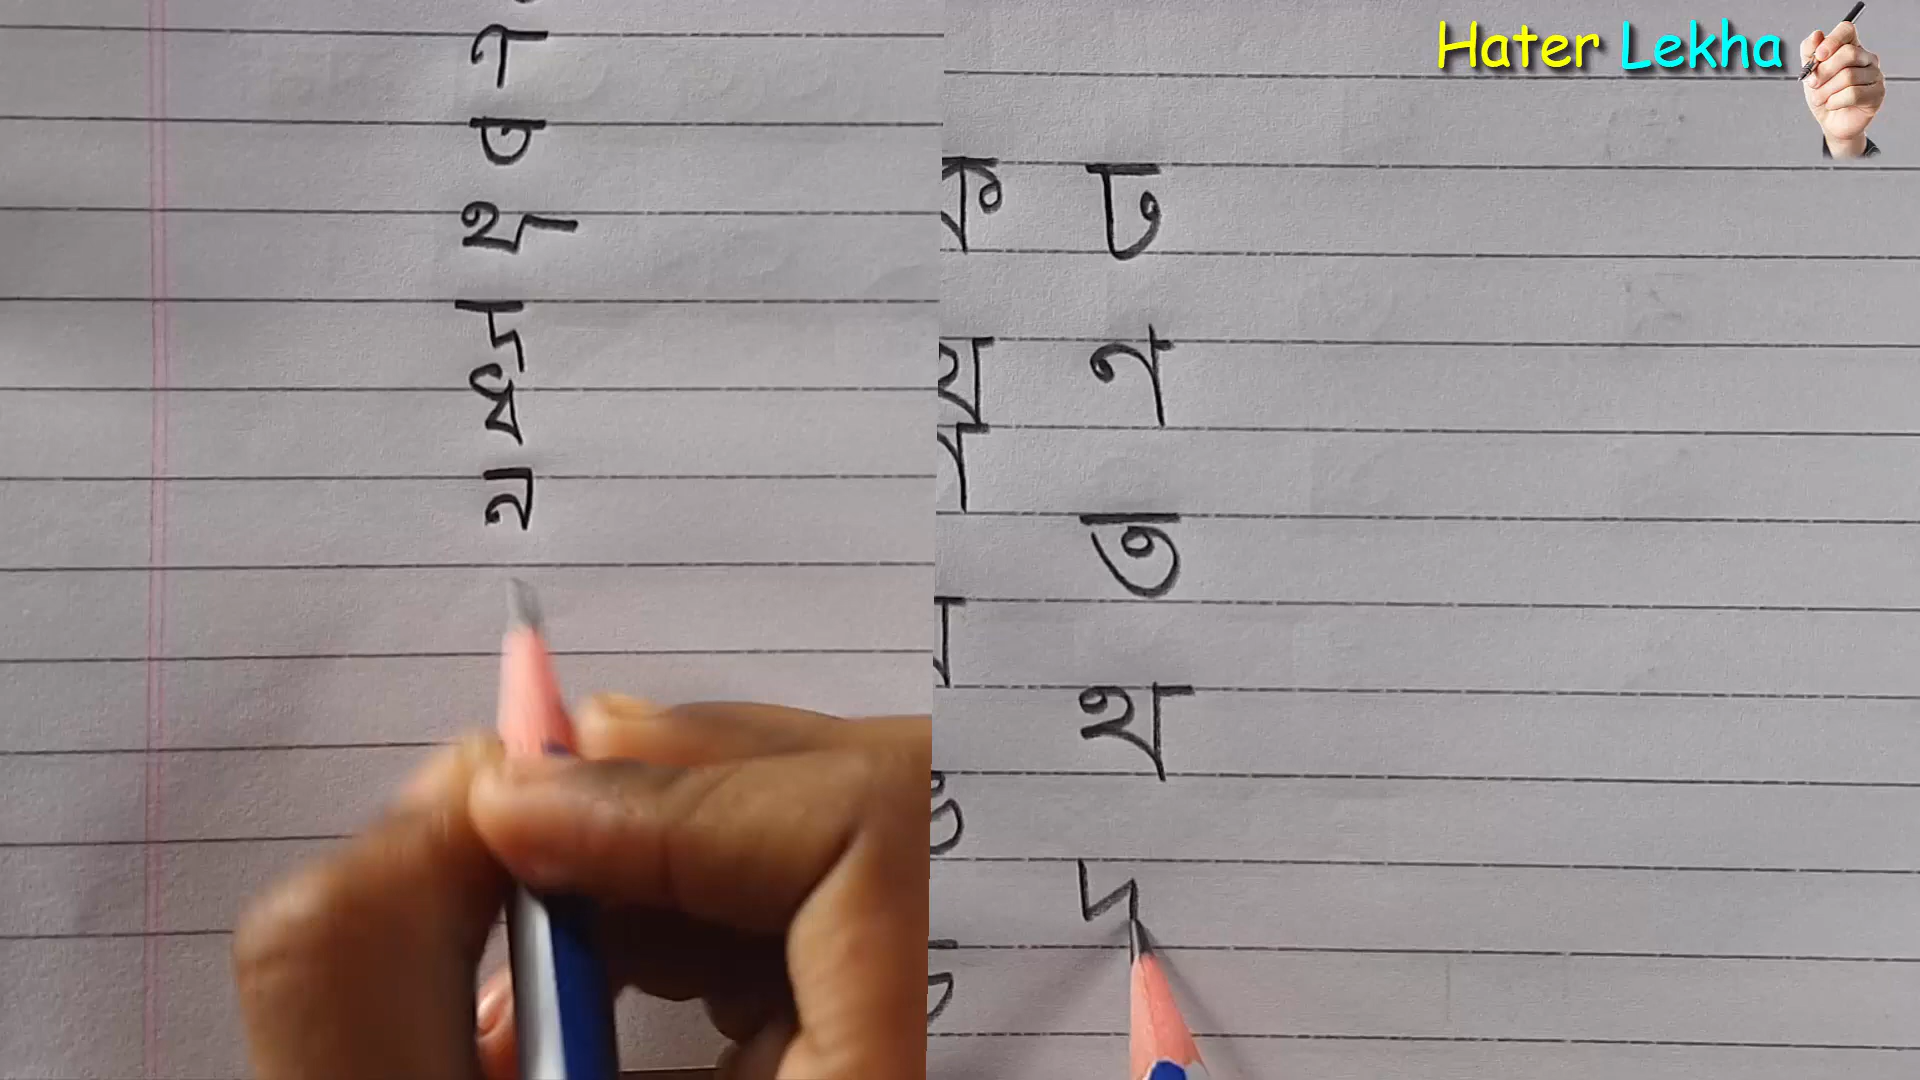 Hater Lekha
ণ
ত
থ
দ
ধ
ন
ক
ঢ
ণ
ত
থ